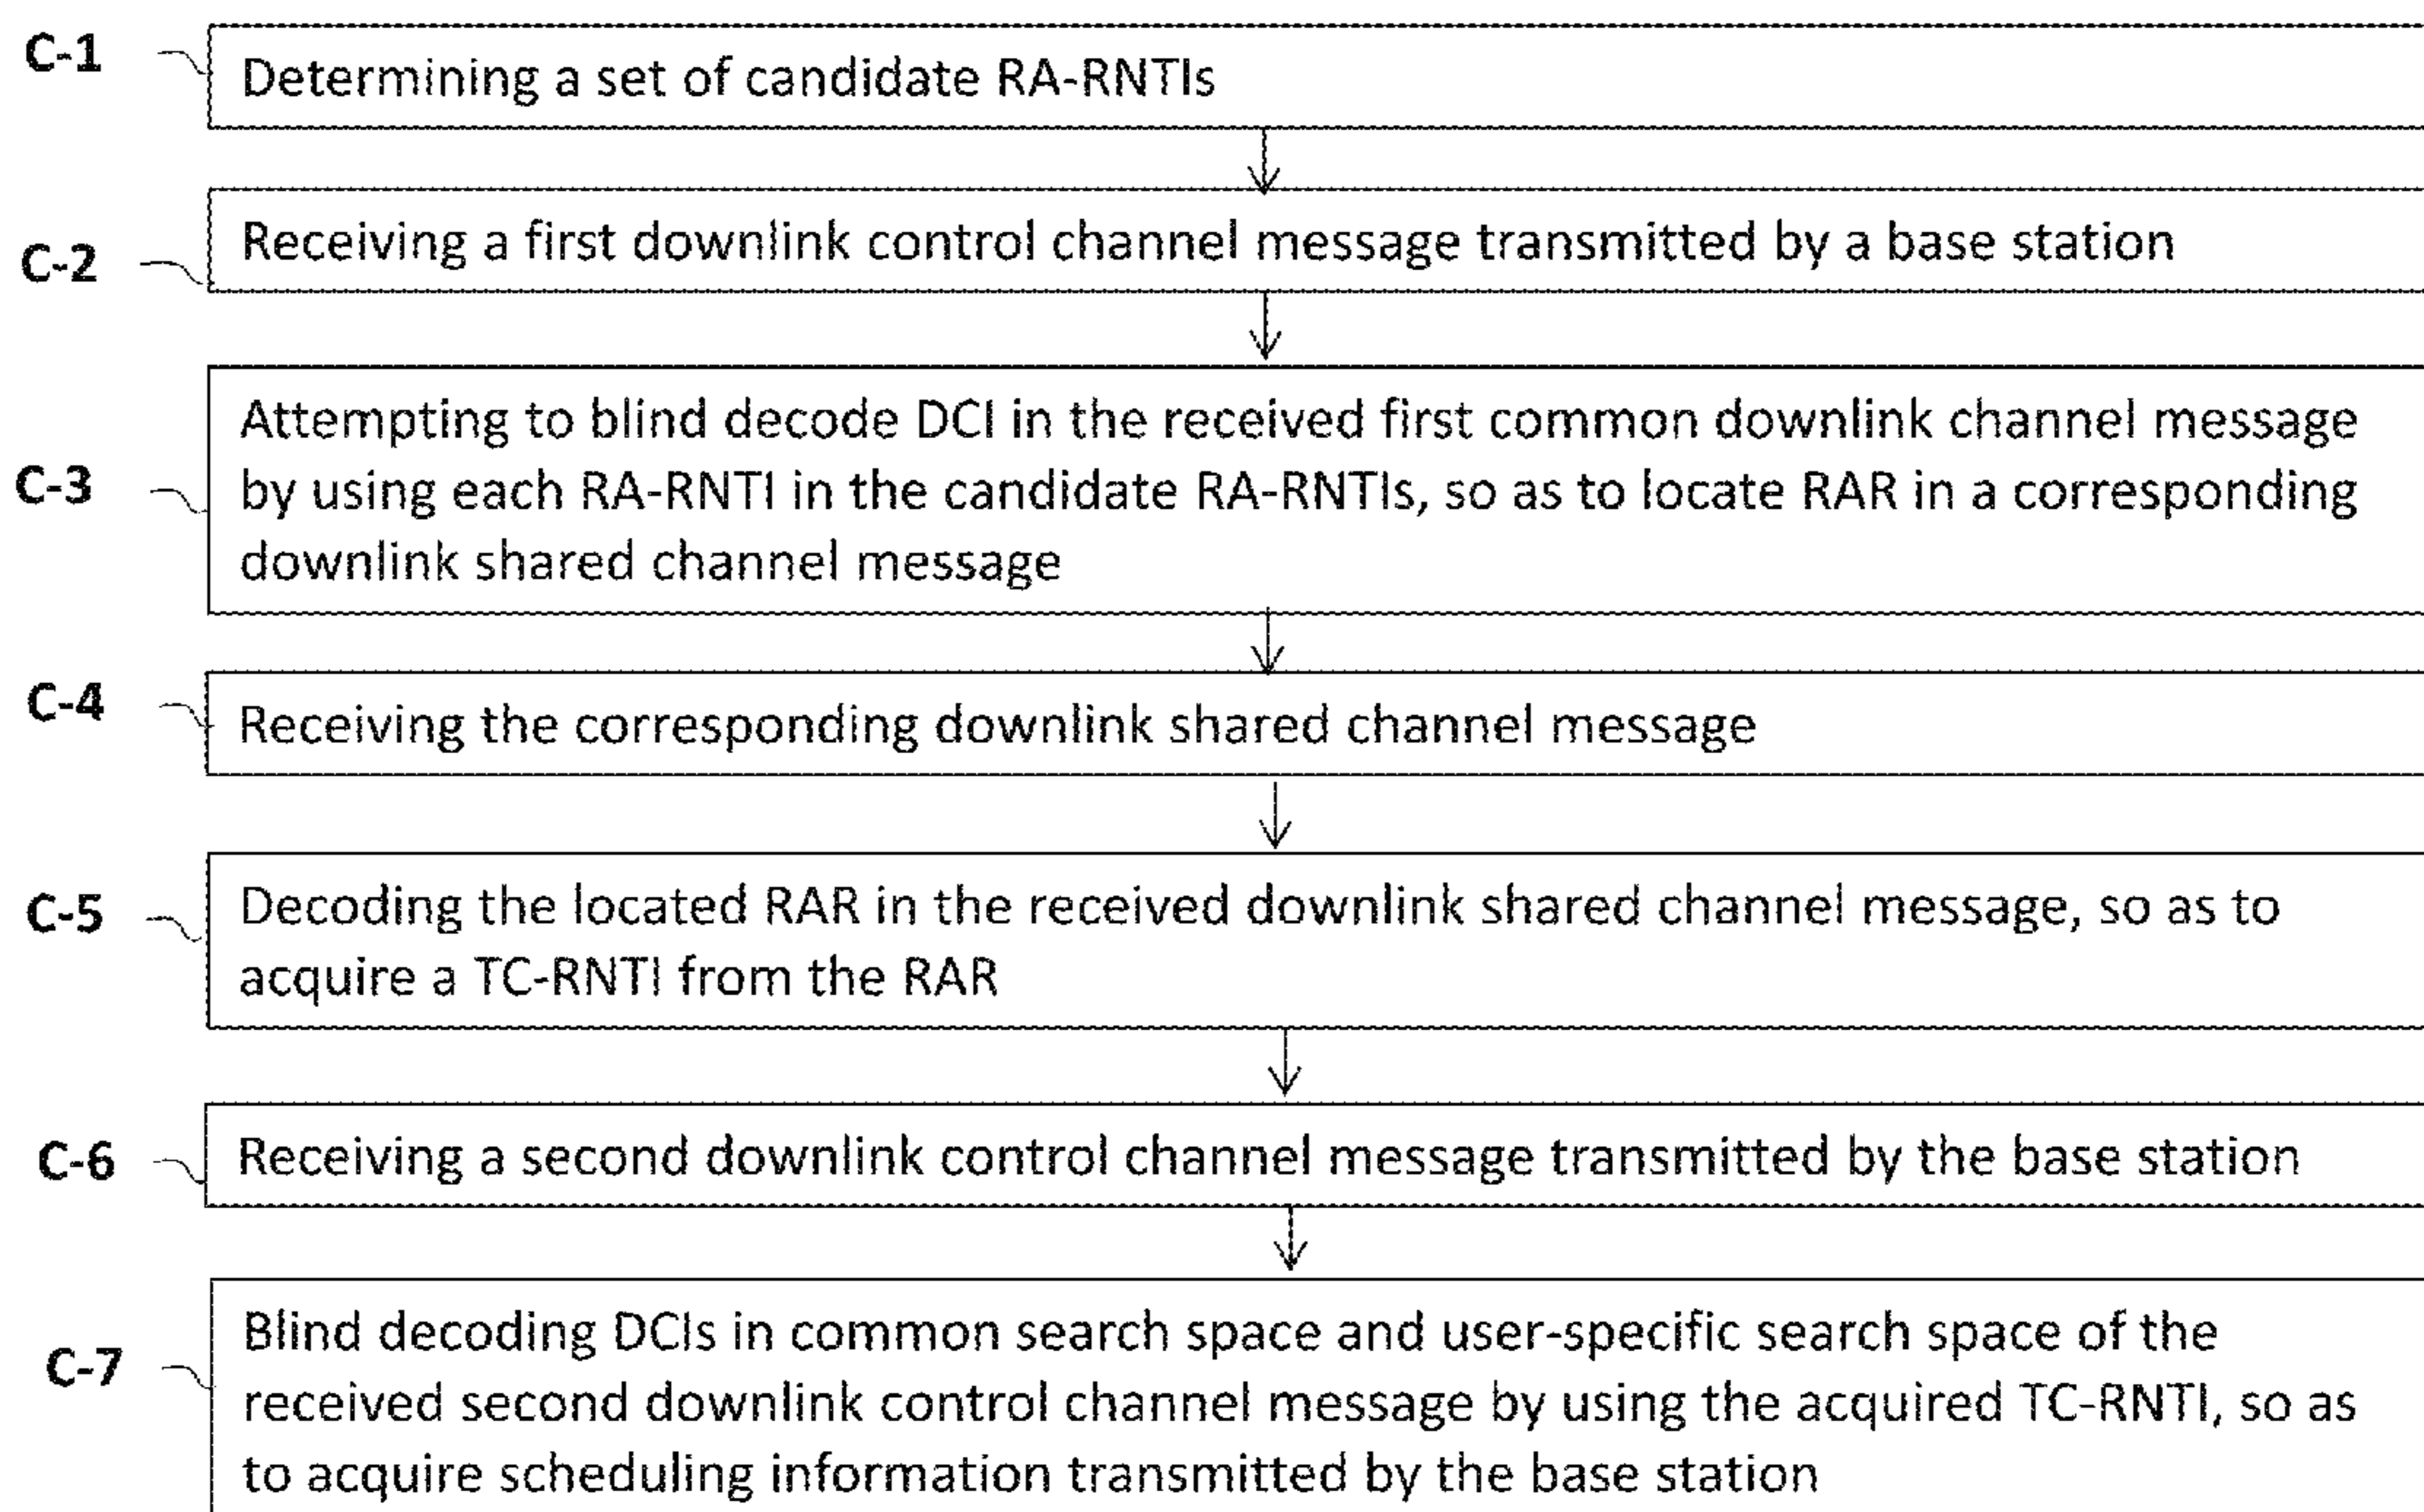 C-1
Determining a set of candidate RA-RNTIs
C-2
Receiving a first downlink control channel message transmitted by a base station
C-3
Attempting to blind decode DCI in the received first common downlink channel message
by using each RA-RNTI in the candidate RA-RNTIs, so as to locate RAR in a corresponding
downlink shared channel message
C-4
Receiving the corresponding downlink shared channel message
C-5
Decoding the located RAR in the received downlink shared channel message, so as to
acquire a TC-RNTI from the RAR
C-6
Receiving a second downlink control channel message transmitted by the base station
C-7
Blind decoding DCIs in common search space and user-specific search space of the
received second downlink control channel message by using the acquired TC-RNTI, so as
to acquire scheduling information transmitted by the base station